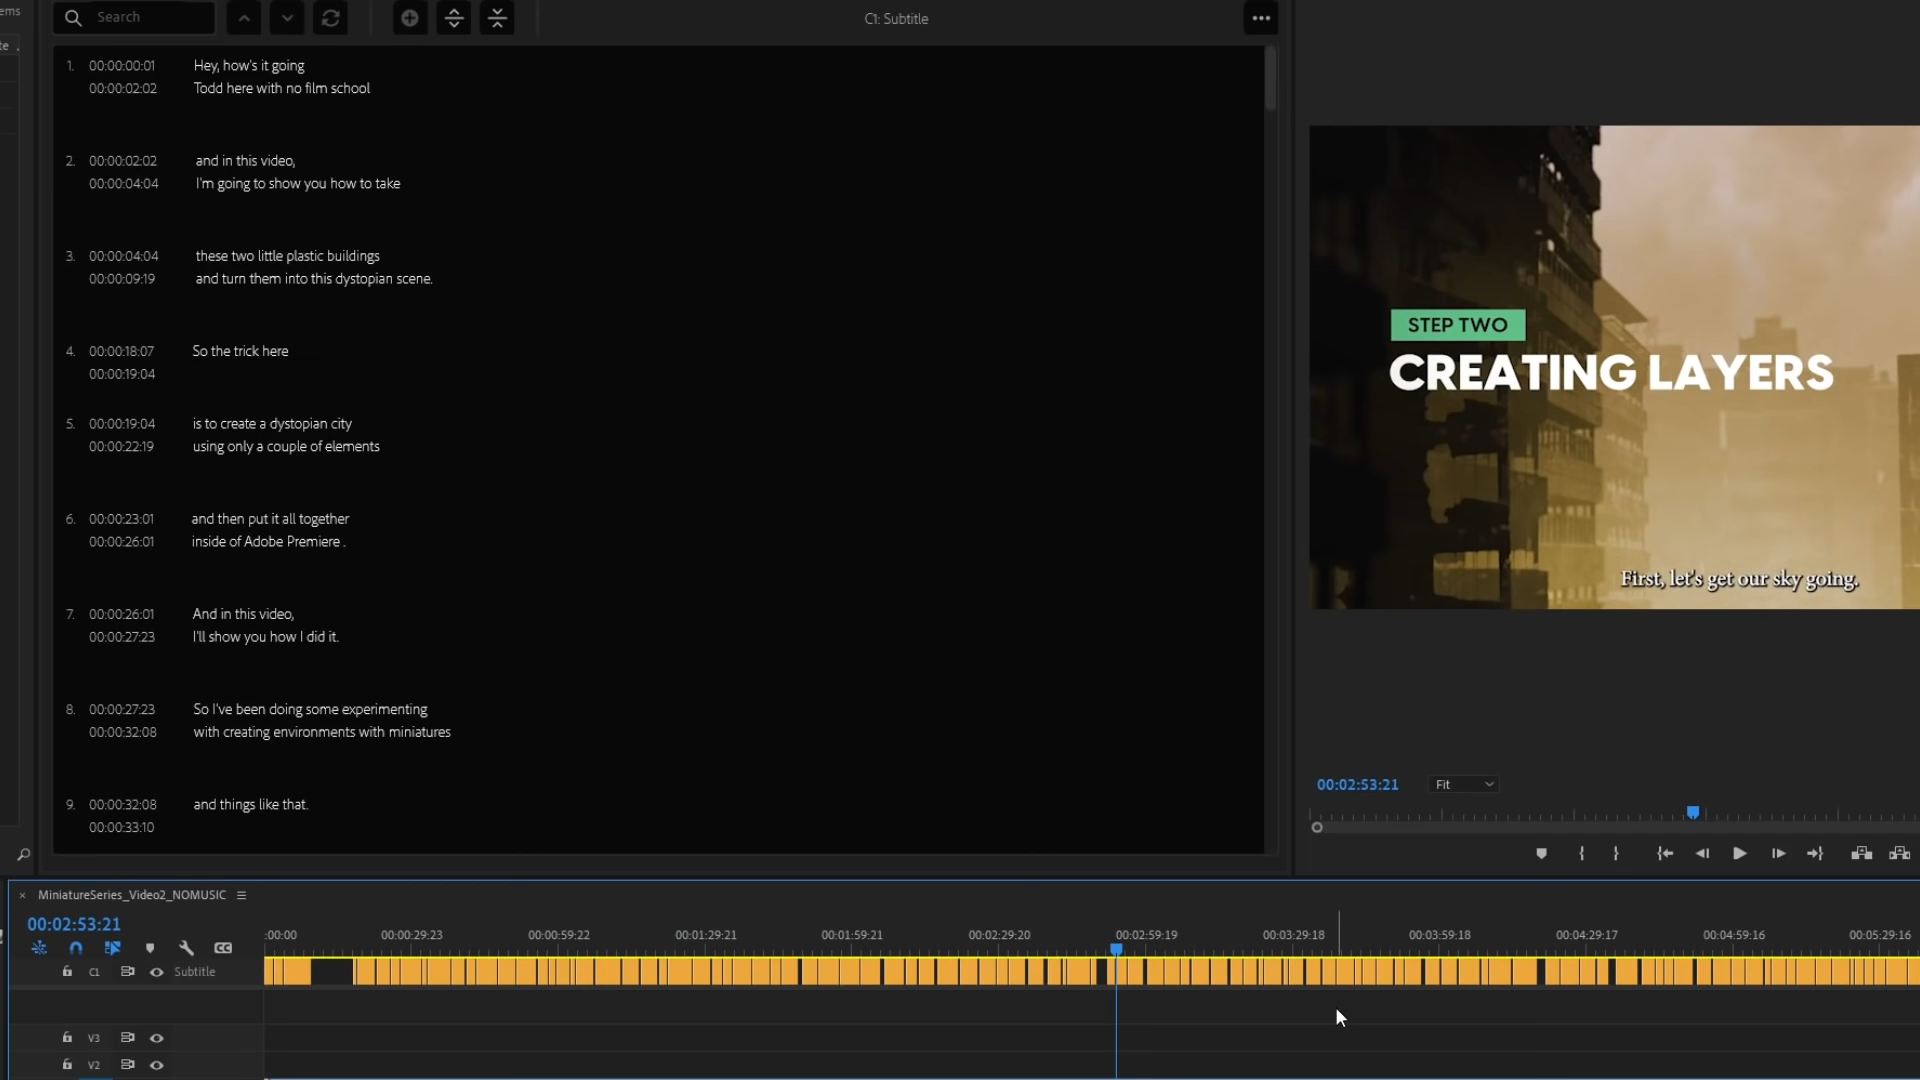 ems
te
Search
C1: Subtitle
1. 00:00:00:01 Hey, how's it going
00:00:02:02 Todd here with no film school
2. 00:00:02:02 and in this video,
00:00:04:04 I'm going to show you how to take
3. 00:00:04:04 these two little plastic buildings
00:00:09:19 and turn them into this dystopian scene.
4. 00:00:18:07 So the trick here
00:00:19:04
5. 00:00:19:04 is to create a dystopian city
00:00:22:19 using only a couple of elements
6. 00:00:23:01 and then put it all together
00:00:26:01 inside of Adobe Premiere .
7. 00:00:26:01 And in this video,
00:00:27:23 I'll show you how I did it.
8. 00:00:27:23 So I've been doing some experimenting
00:00:32:08 with creating environments with miniatures
9. 00:00:32:08 and things like that.
00:00:33:10
STEP TWO
CREATING LAYERS
First, let's get our sky going.
00:02:53:21 Fit
MiniatureSeries_Video2_NOMUSIC
00:02:53:21
:00:00 00:00:29:23 00:00:59:22 00:01:29:21 00:01:59:21 00:02:29:20 00:02:59:19 00:03:29:18 00:03:59:18 00:04:29:17 00:04:59:16 00:05:29:16
CC
C1 Subtitle
V3
V2